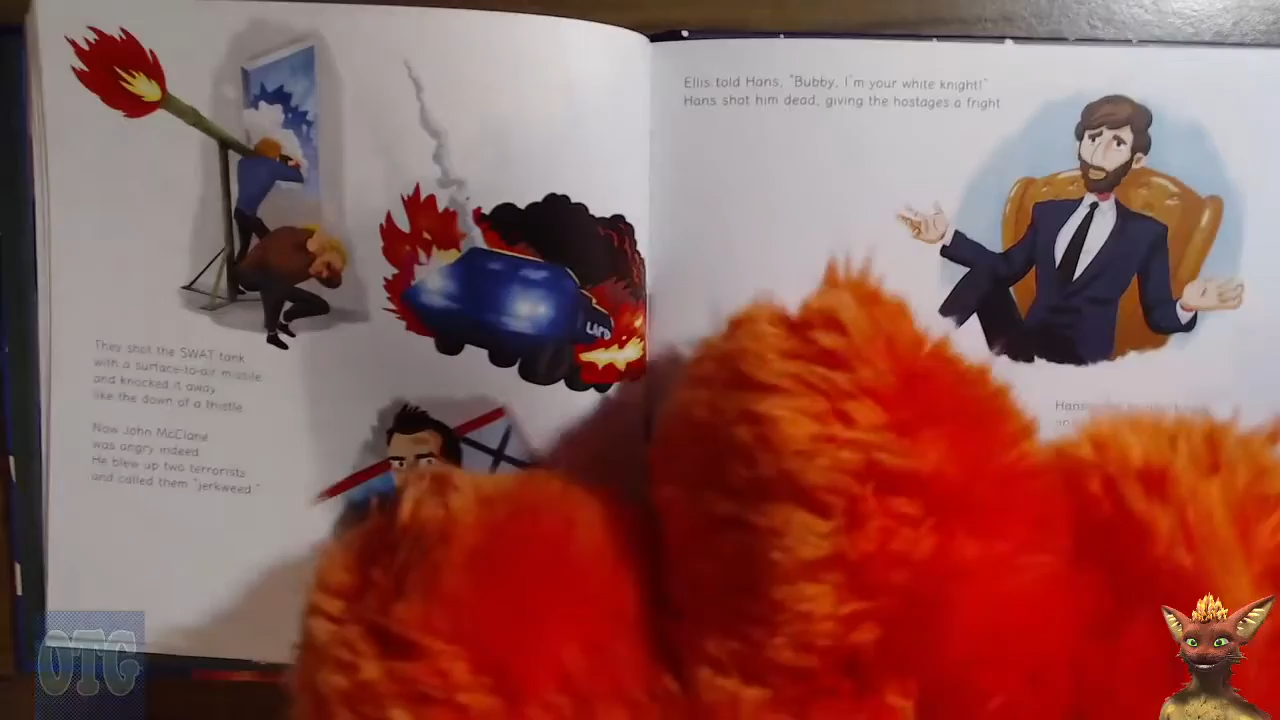 They shot the SWAT tank
with a surface-to-air missile
and knocked it away
like the down of a thistle.
Now John McClane
was angry indeed.
He blew up two terrorists
and called them "jerkweed."
LAPD
Ellis told Hans, "Bubby, I'm your white knight!"
Hans shot him dead, giving the hostages a fright
Hans
OTG